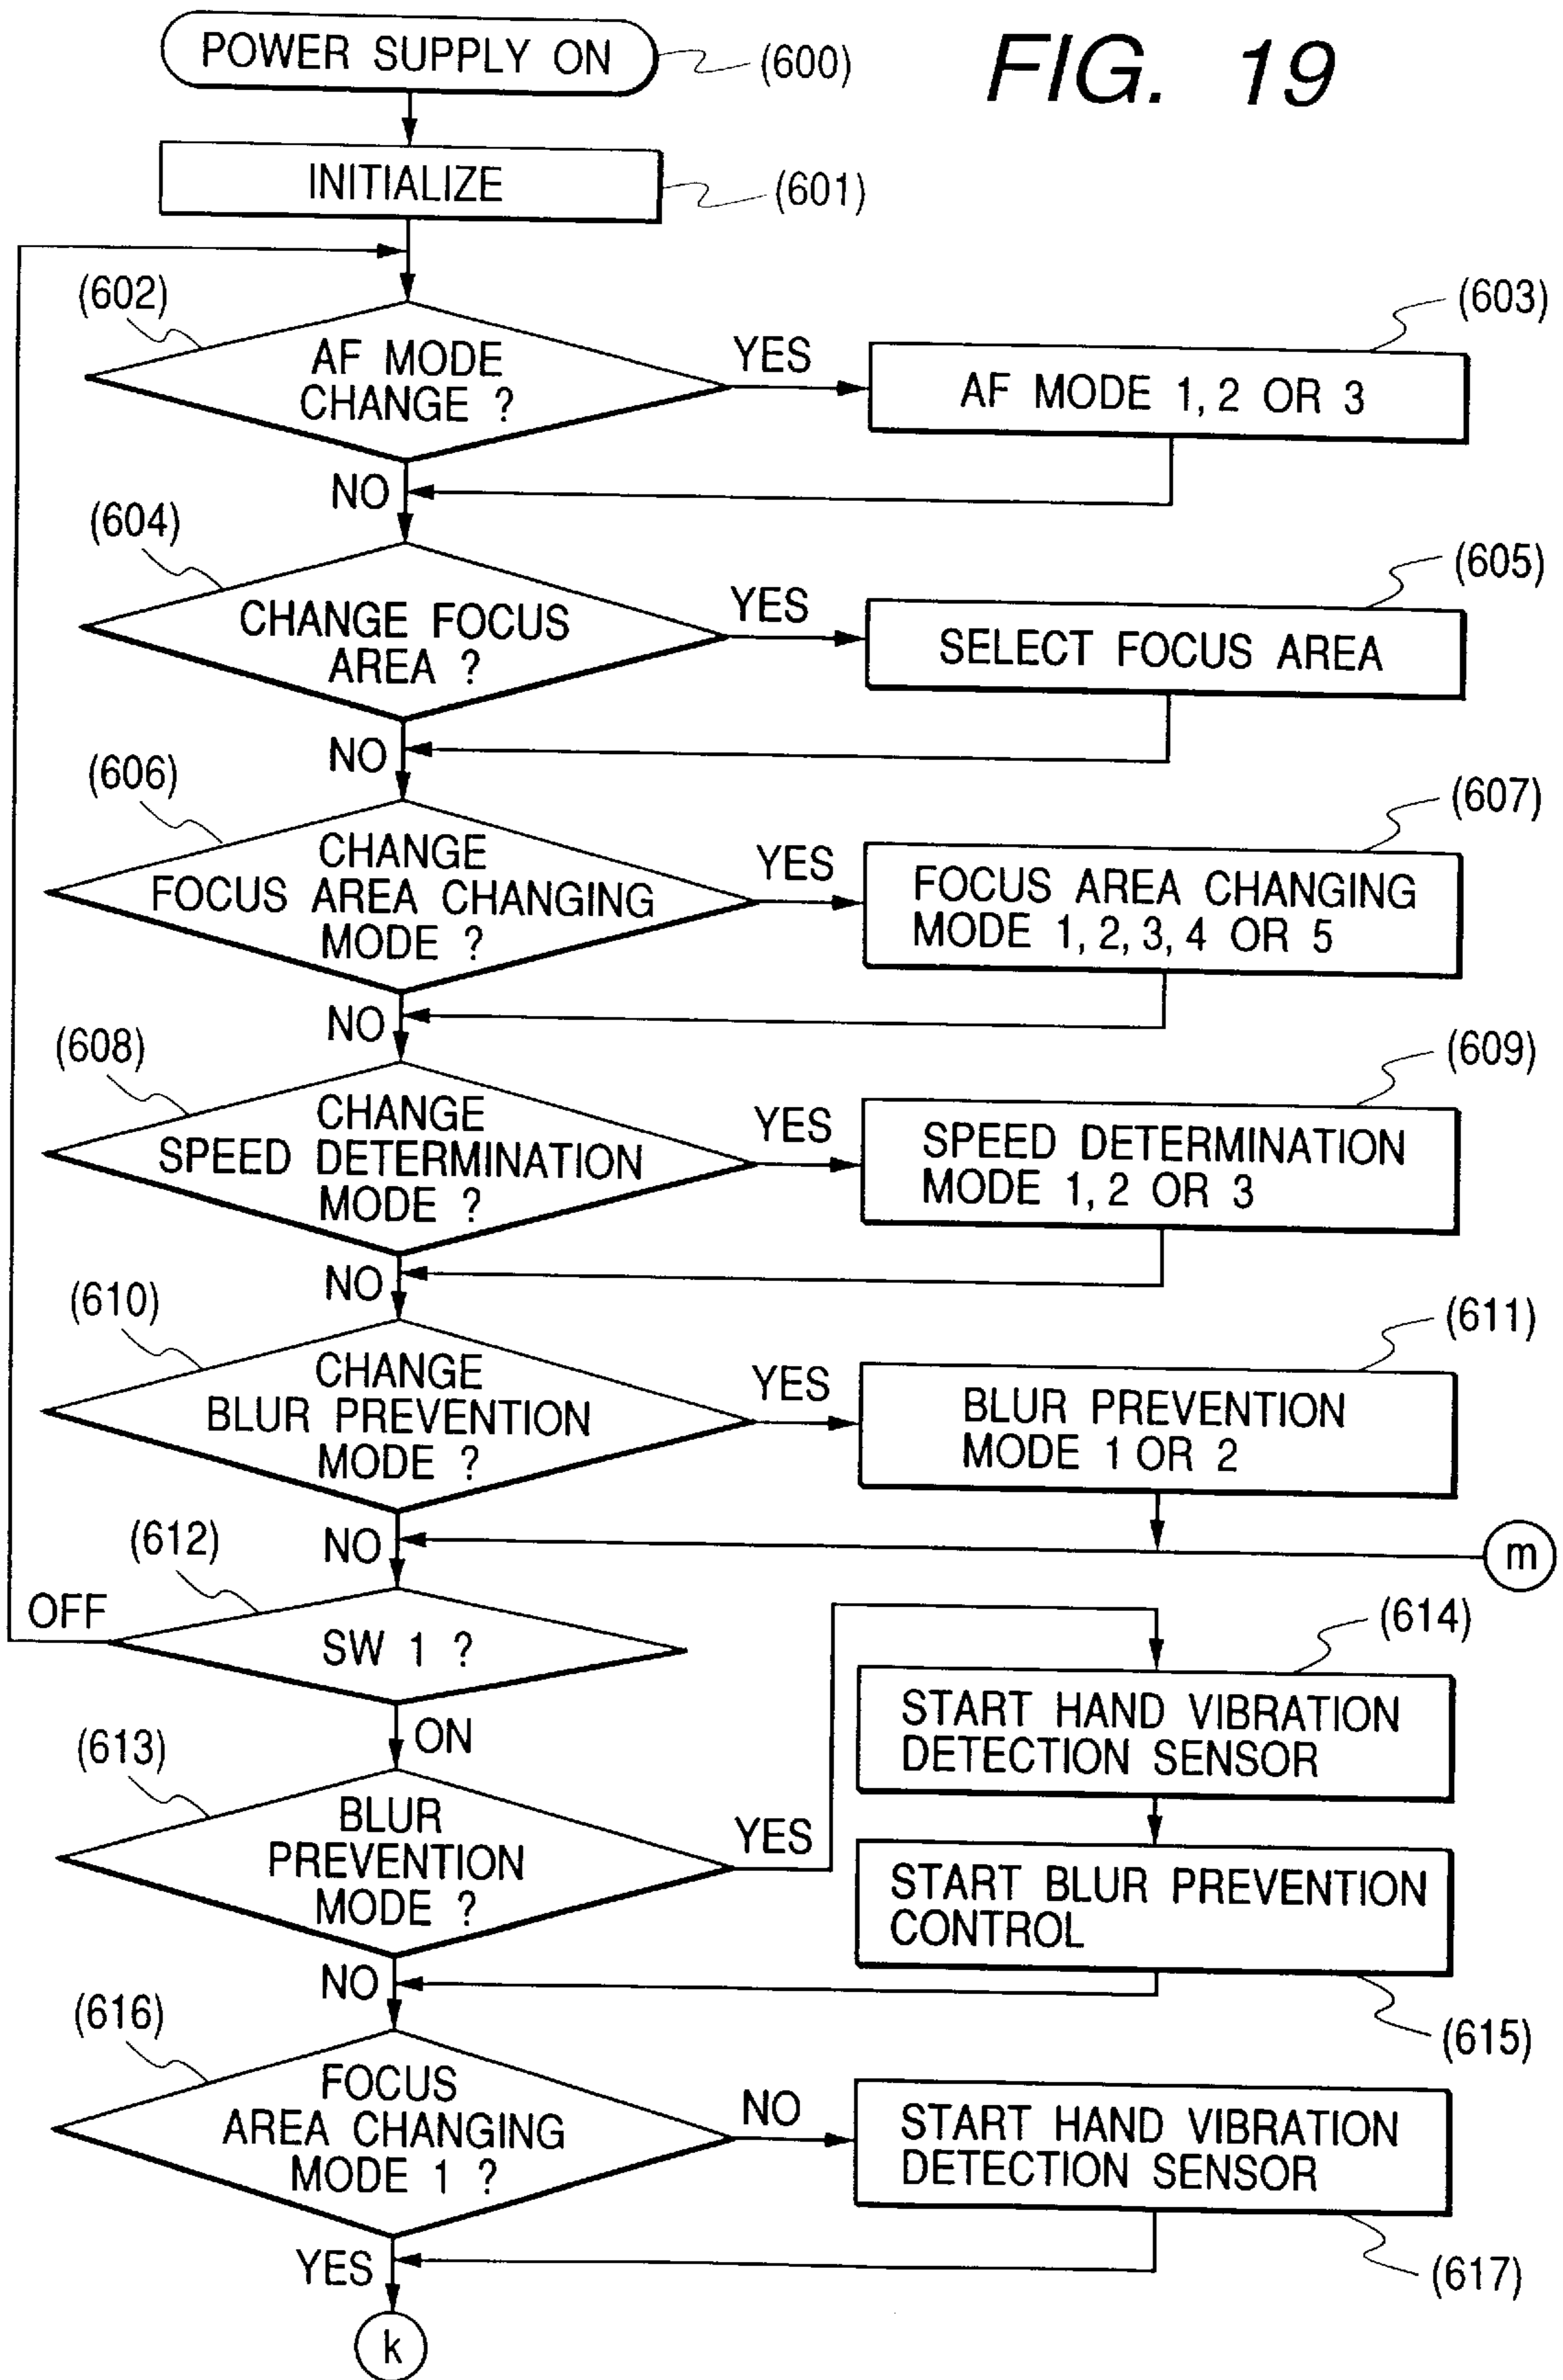 FIG. 19
POWER SUPPLY ON
(600)
INITIALIZE
(601)
(602)
AF MODE
CHANGE ?
YES
(603)
AF MODE 1, 2 OR 3
NO
(604)
CHANGE FOCUS
AREA ?
YES
(605)
SELECT FOCUS AREA
NO
(606)
CHANGE
FOCUS AREA CHANGING
MODE ?
YES
(607)
FOCUS AREA CHANGING
MODE 1, 2, 3, 4 OR 5
NO
(608)
CHANGE
SPEED DETERMINATION
MODE ?
YES
(609)
SPEED DETERMINATION
MODE 1, 2 OR 3
NO
(610)
CHANGE
BLUR PREVENTION
MODE ?
YES
(611)
BLUR PREVENTION
MODE 1 OR 2
NO
m
(612)
OFF
SW 1 ?
ON
(613)
BLUR
PREVENTION
MODE ?
YES
(614)
START HAND VIBRATION
DETECTION SENSOR
START BLUR PREVENTION
CONTROL
(615)
NO
(616)
FOCUS
AREA CHANGING
MODE 1 ?
NO
START HAND VIBRATION
DETECTION SENSOR
(617)
YES
k